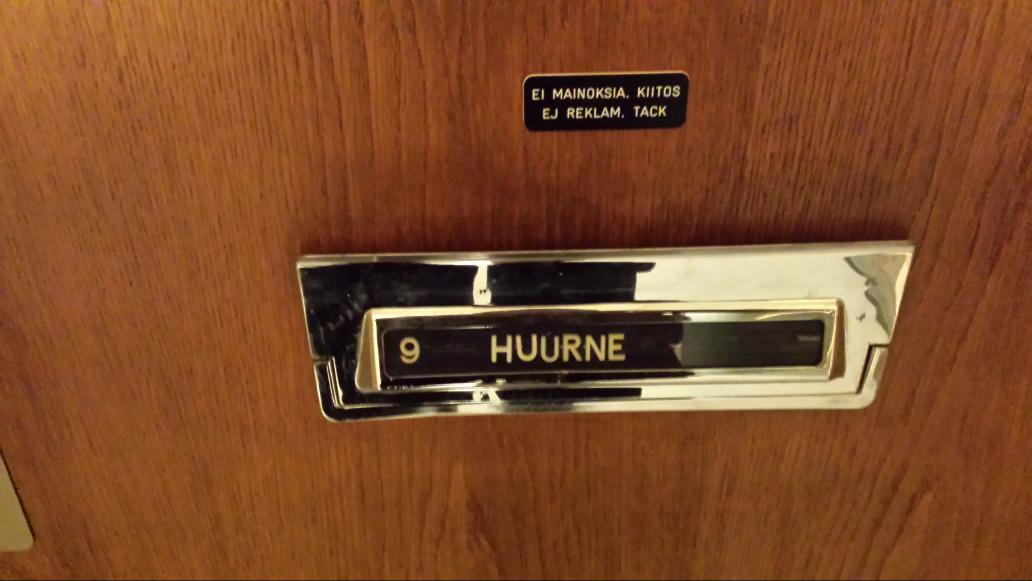 EI MAINOKSIA, KIITOS
EJ REKLAM, TACK
9 HUURNE